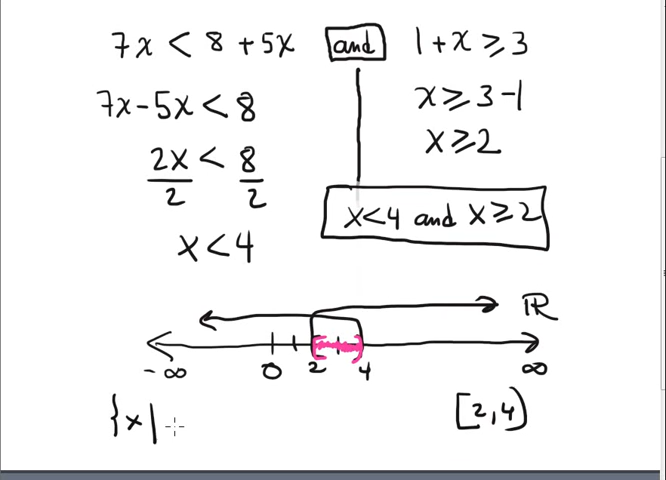 7x < 8 + 5x and 1 + x ≥ 3
7x - 5x < 8 x ≥ 3 - 1
2x/2 < 8/2 x ≥ 2
x < 4 x < 4 and x ≥ 2
ℝ
-∞ 0 2 4 ∞
{x| [2,4)